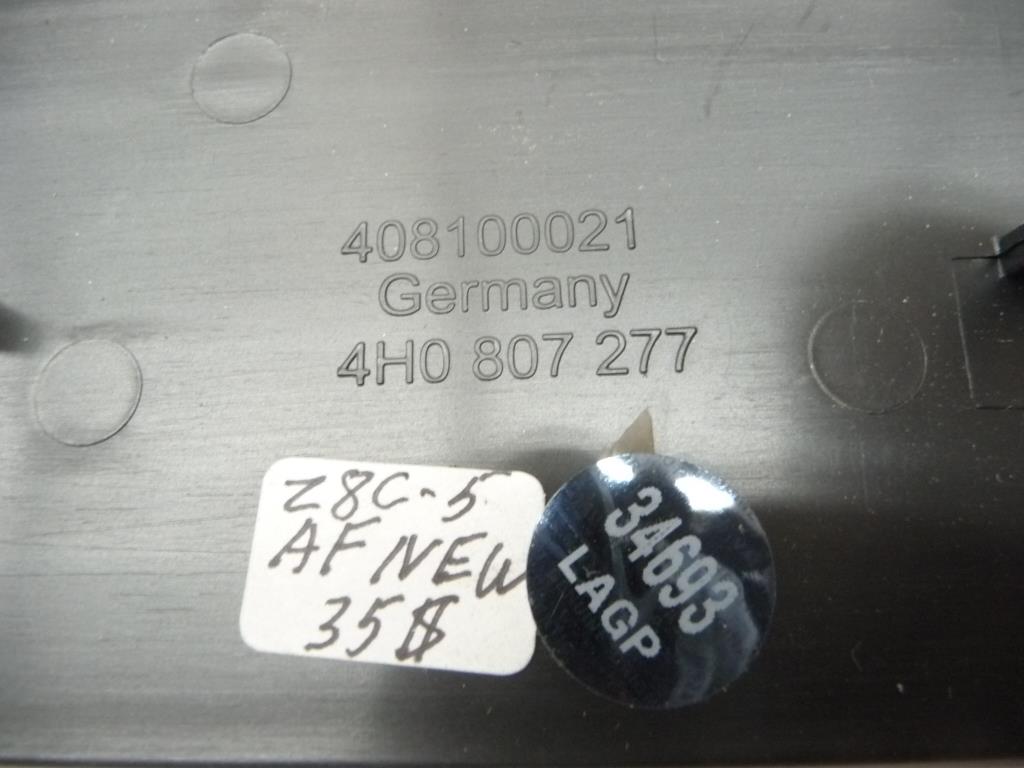 408100021
Germany
4H0 807 277
Z8C-5
AF NEW
35$
34693
LAGP